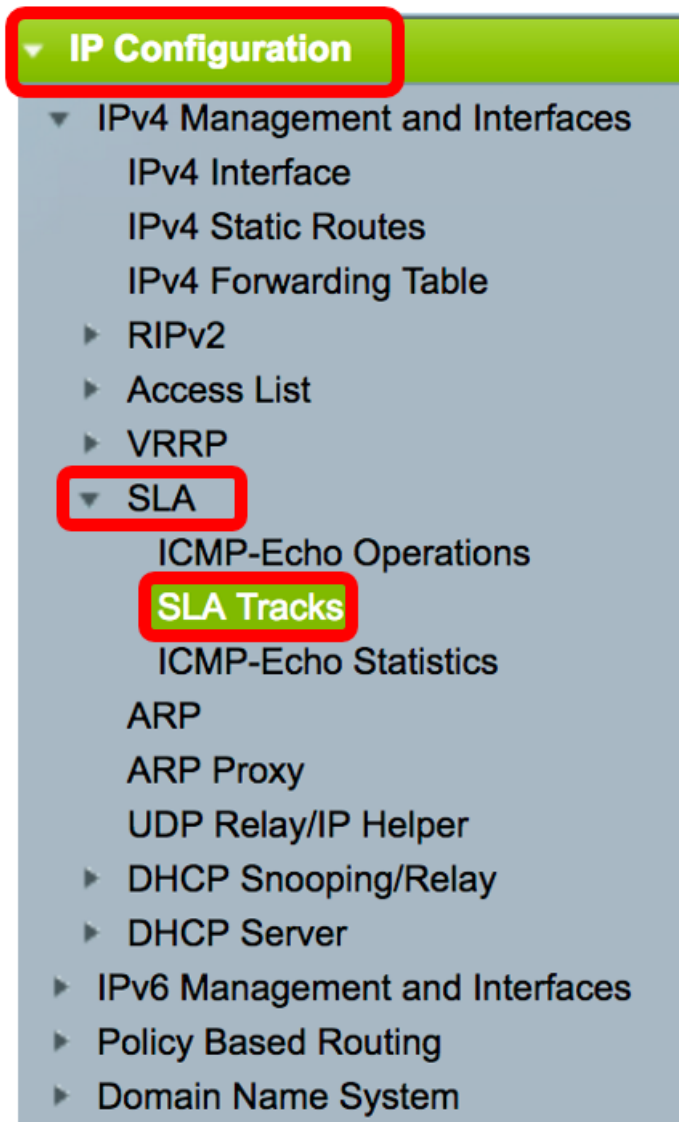 IP Configuration
IPv4 Management and Interfaces
IPv4 Interface
IPv4 Static Routes
IPv4 Forwarding Table
RIPv2
Access List
VRRP
SLA
ICMP-Echo Operations
SLA Tracks
ICMP-Echo Statistics
ARP
ARP Proxy
UDP Relay/IP Helper
DHCP Snooping/Relay
DHCP Server
IPv6 Management and Interfaces
Policy Based Routing
Domain Name System